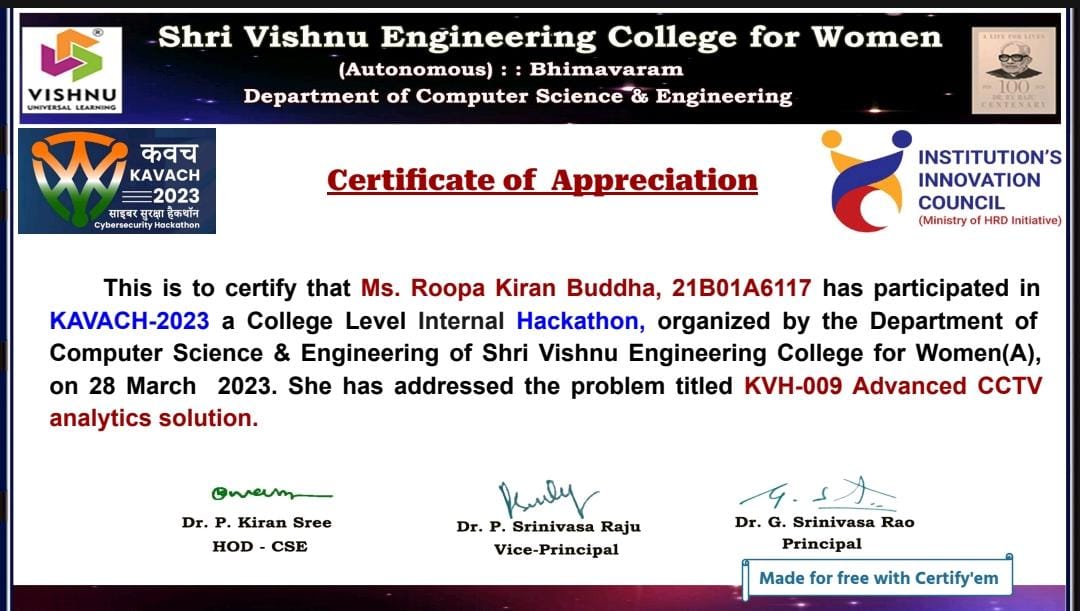 Shri Vishnu Engineering College for Women
(Autonomous) : : Bhimavaram
Department of Computer Science & Engineering
VISHNU
UNIVERSAL LEARNING
A LIFE FOR LIVES
100
CENTENARY
कवच
KAVACH
2023
साइबर सुरक्षा हैकथॉन
Cybersecurity Hackathon
Certificate of Appreciation
INSTITUTION'S
INNOVATION
COUNCIL
(Ministry of HRD Initiative)
This is to certify that Ms. Roopa Kiran Buddha, 21B01A6117 has participated in
KAVACH-2023 a College Level Internal Hackathon, organized by the Department of
Computer Science & Engineering of Shri Vishnu Engineering College for Women(A),
on 28 March 2023. She has addressed the problem titled KVH-009 Advanced CCTV
analytics solution.
Dr. P. Kiran Sree
HOD - CSE
Dr. P. Srinivasa Raju
Vice-Principal
Dr. G. Srinivasa Rao
Principal
Made for free with Certify'em